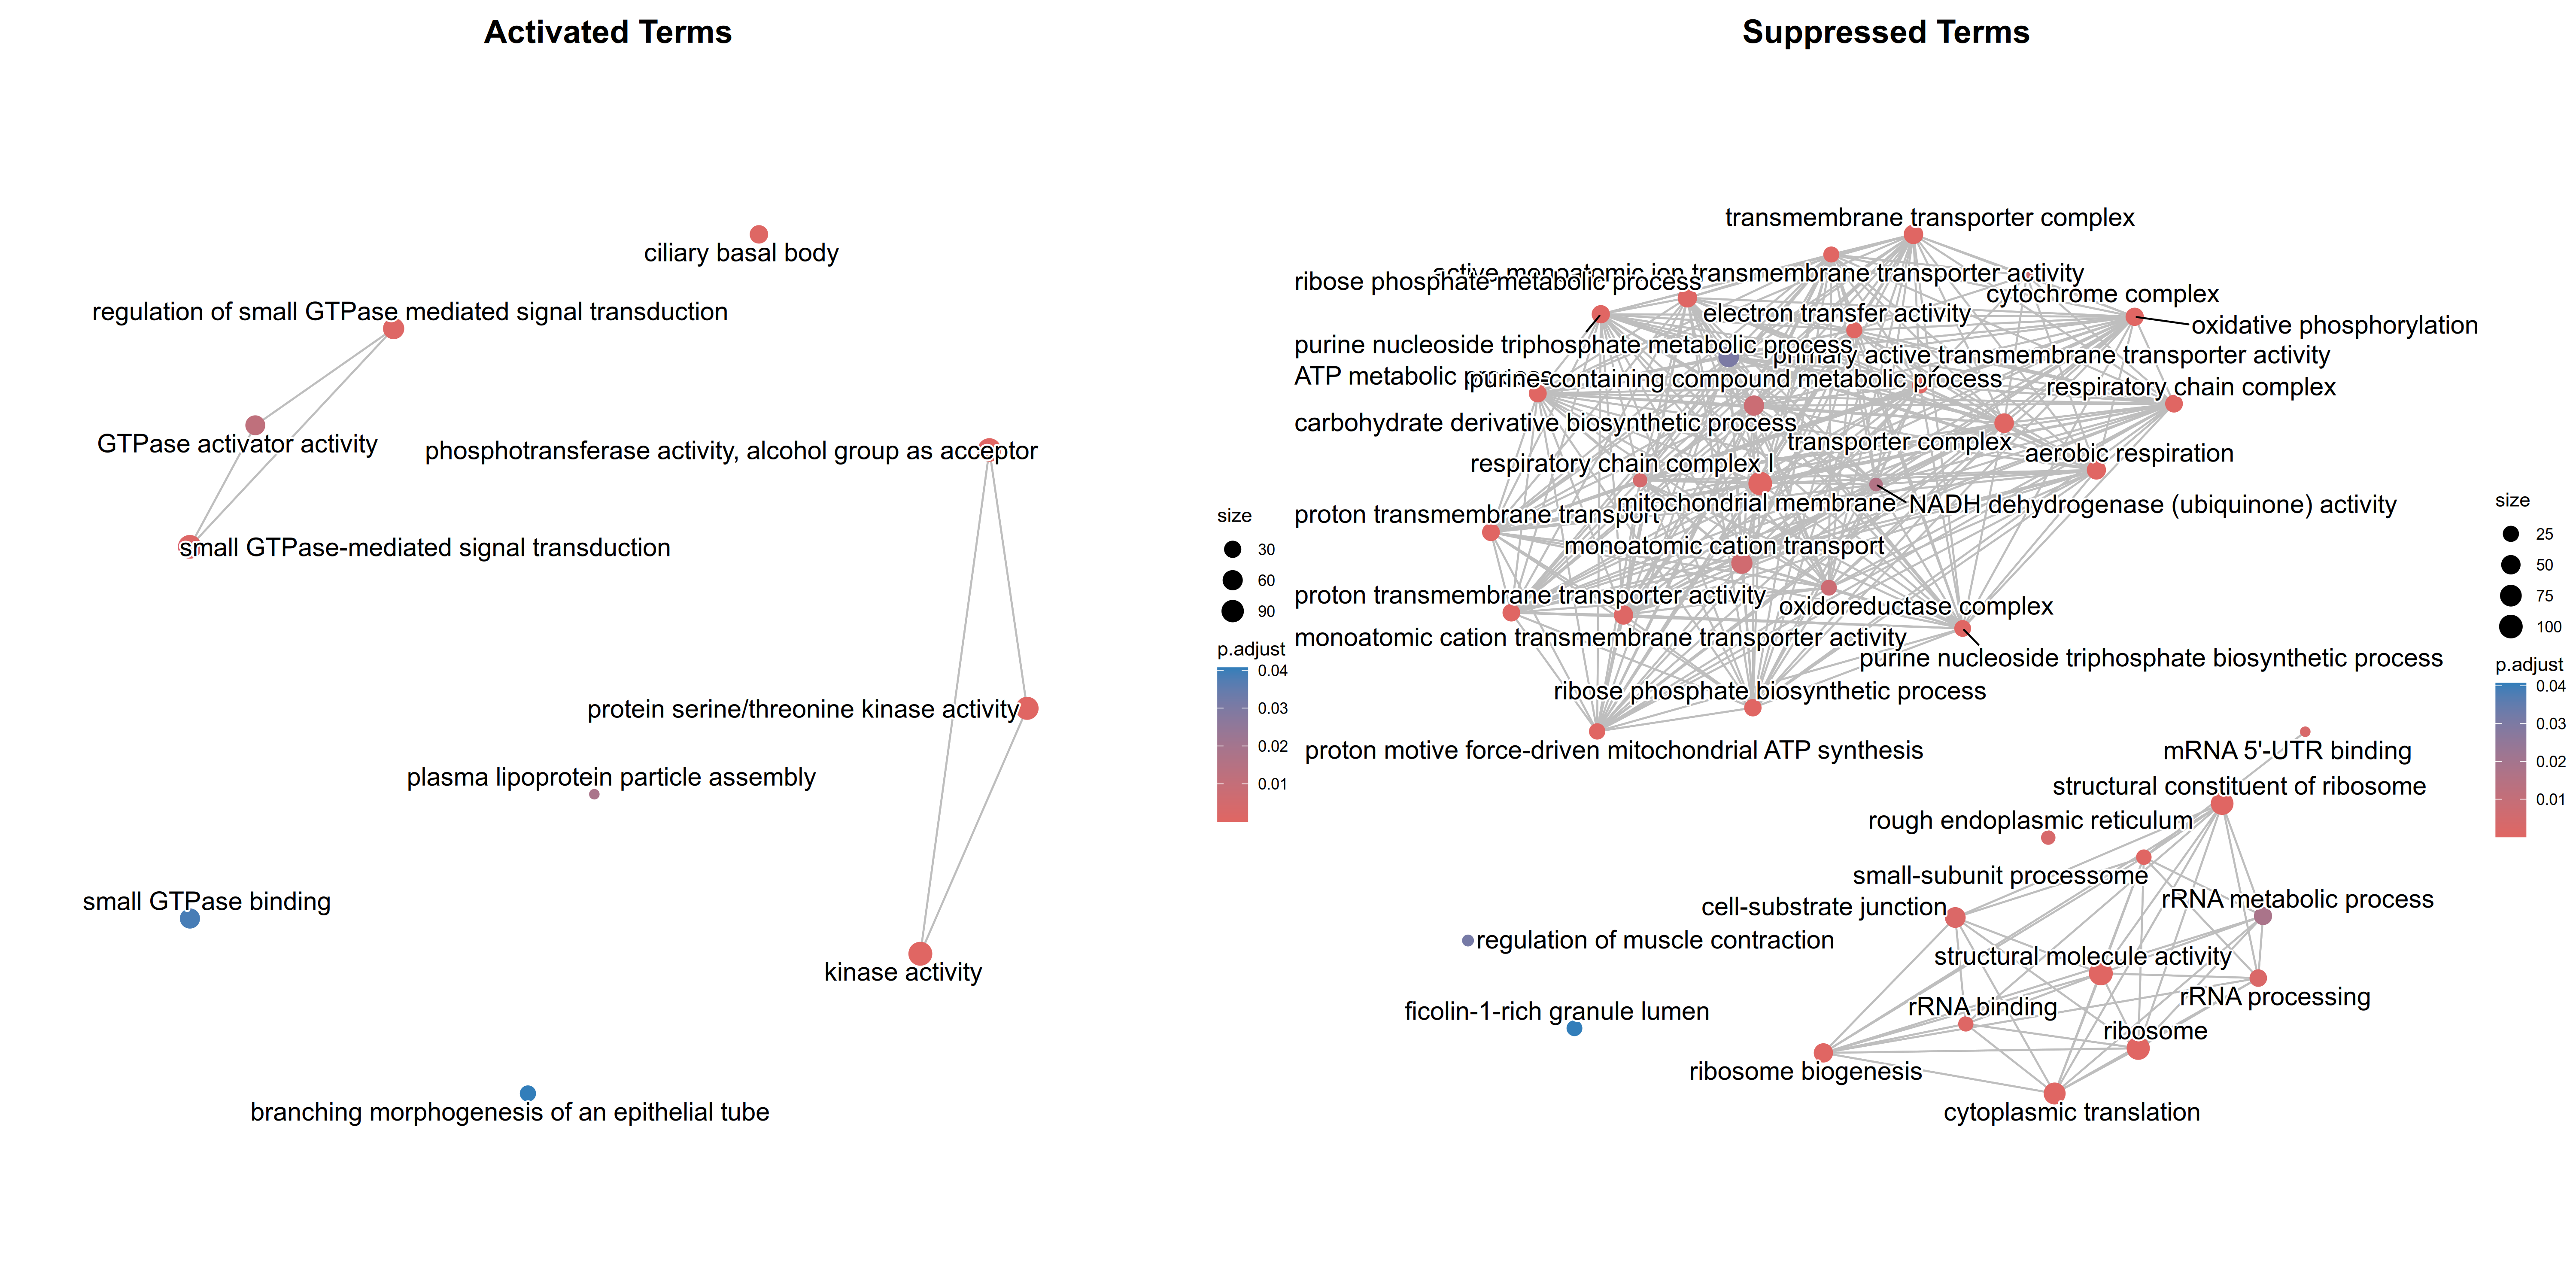 Activated Terms
ciliary basal body
regulation of small GTPase mediated signal transduction
GTPase activator activity
phosphotransferase activity, alcohol group as acceptor
small GTPase-mediated signal transduction
protein serine/threonine kinase activity
plasma lipoprotein particle assembly
small GTPase binding
kinase activity
branching morphogenesis of an epithelial tube
size
30
60
90
p.adjust
0.04
0.03
0.02
0.01
Suppressed Terms
transmembrane transporter complex
active monoatomic ion transmembrane transporter activity
ribose phosphate metabolic process
cytochrome complex
electron transfer activity
oxidative phosphorylation
purine nucleoside triphosphate metabolic process
primary active transmembrane transporter activity
ATP metabolic process
purine-containing compound metabolic process
respiratory chain complex
carbohydrate derivative biosynthetic process
transporter complex
aerobic respiration
respiratory chain complex I
mitochondrial membrane
NADH dehydrogenase (ubiquinone) activity
proton transmembrane transport
monoatomic cation transport
proton transmembrane transporter activity
oxidoreductase complex
monoatomic cation transmembrane transporter activity
purine nucleoside triphosphate biosynthetic process
ribose phosphate biosynthetic process
proton motive force-driven mitochondrial ATP synthesis
mRNA 5'-UTR binding
structural constituent of ribosome
rough endoplasmic reticulum
small-subunit processome
rRNA metabolic process
cell-substrate junction
regulation of muscle contraction
structural molecule activity
rRNA processing
rRNA binding
ficolin-1-rich granule lumen
ribosome
ribosome biogenesis
cytoplasmic translation
size
25
50
75
100
p.adjust
0.04
0.03
0.02
0.01